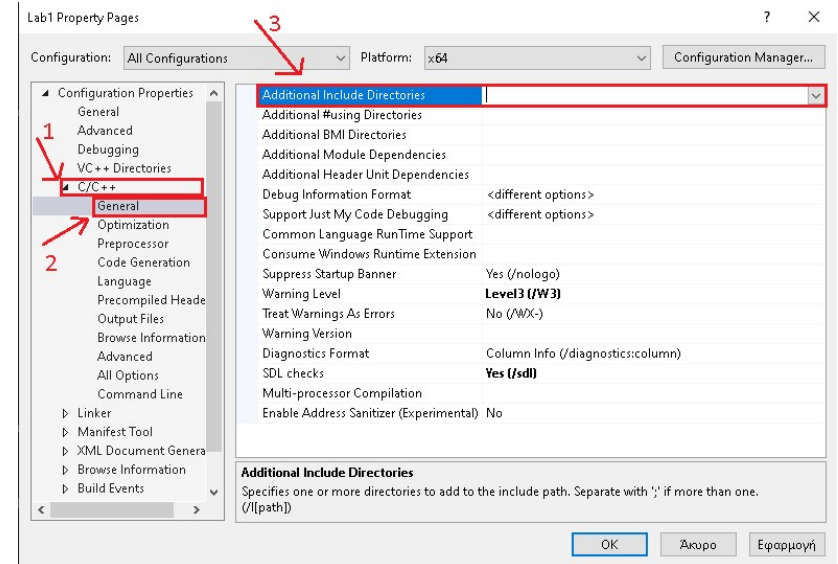 Lab1 Property Pages ? ×
3
Configuration: All Configurations Platform: x64 Configuration Manager...
Configuration Properties
General
Advanced
1
Debugging
VC++ Directories
C/C++
General
2
Optimization
Preprocessor
Code Generation
Language
Precompiled Heade
Output Files
Browse Information
Advanced
All Options
Command Line
Linker
Manifest Tool
XML Document Genera
Browse Information
Build Events
Additional Include Directories
Additional #using Directories
Additional BMI Directories
Additional Module Dependencies
Additional Header Unit Dependencies
Debug Information Format <different options>
Support Just My Code Debugging <different options>
Common Language RunTime Support
Consume Windows Runtime Extension
Suppress Startup Banner Yes (/nologo)
Warning Level Level3 (/W3)
Treat Warnings As Errors No (/WX-)
Warning Version
Diagnostics Format Column Info (/diagnostics:column)
SDL checks Yes (/sdl)
Multi-processor Compilation
Enable Address Sanitizer (Experimental) No
Additional Include Directories
Specifies one or more directories to add to the include path. Separate with ';' if more than one.
(/I[path])
OK Άκυρο Εφαρμογή